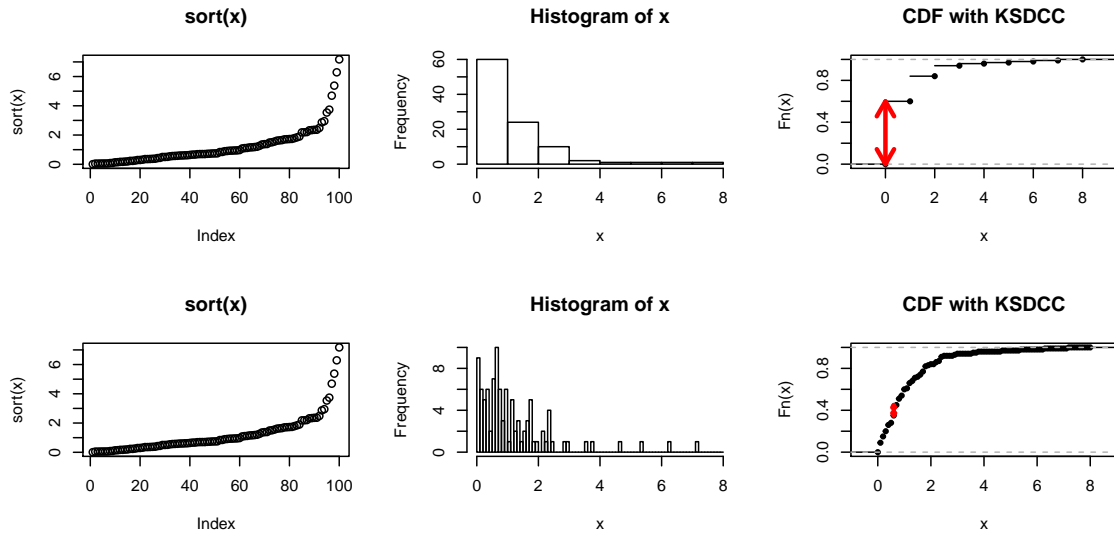 sort(x)
sort(x)
0 2 4 6
0 20 40 60 80 100
Index
Histogram of x
Frequency
0 20 40 60
0 2 4 6 8
x
CDF with KSDCC
Fn(x)
0.0 0.4 0.8
0 2 4 6 8
x
sort(x)
sort(x)
0 2 4 6
0 20 40 60 80 100
Index
Histogram of x
Frequency
0 4 8
0 2 4 6 8
x
CDF with KSDCC
Fn(x)
0.0 0.4 0.8
0 2 4 6 8
x